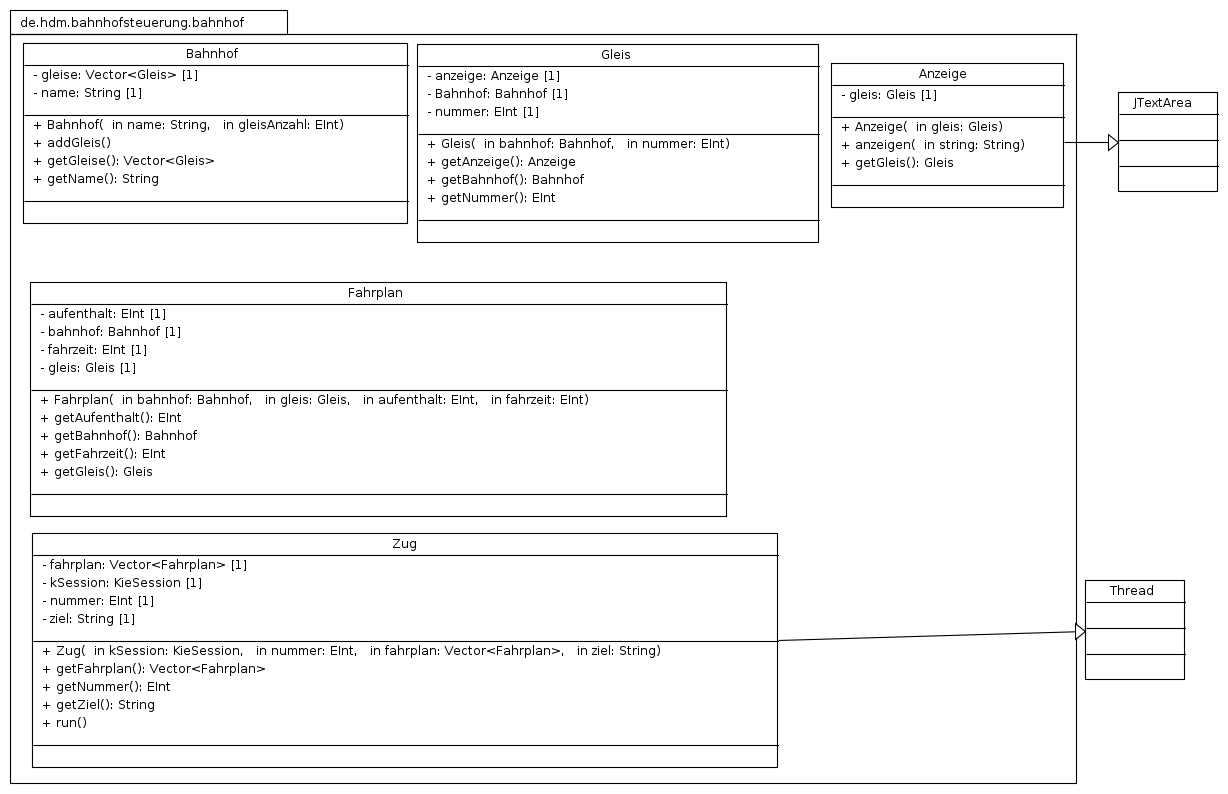 de.hdm.bahnhofsteuerung.bahnhof
Bahnhof
- gleise: Vector<Gleis> [1]
- name: String [1]
+ Bahnhof(  in name: String,   in gleisAnzahl: EInt)
+ addGleis()
+ getGleise(): Vector<Gleis>
+ getName(): String
Gleis
- anzeige: Anzeige [1]
- Bahnhof: Bahnhof [1]
- nummer: EInt [1]
+ Gleis(  in bahnhof: Bahnhof,   in nummer: EInt)
+ getAnzeige(): Anzeige
+ getBahnhof(): Bahnhof
+ getNummer(): EInt
Anzeige
- gleis: Gleis [1]
+ Anzeige(  in gleis: Gleis)
+ anzeigen(  in string: String)
+ getGleis(): Gleis
JTextArea
Fahrplan
- aufenthalt: EInt [1]
- bahnhof: Bahnhof [1]
- fahrzeit: EInt [1]
- gleis: Gleis [1]
+ Fahrplan(  in bahnhof: Bahnhof,   in gleis: Gleis,   in aufenthalt: EInt,   in fahrzeit: EInt)
+ getAufenthalt(): EInt
+ getBahnhof(): Bahnhof
+ getFahrzeit(): EInt
+ getGleis(): Gleis
Zug
- fahrplan: Vector<Fahrplan> [1]
- kSession: KieSession [1]
- nummer: EInt [1]
- ziel: String [1]
+ Zug(  in kSession: KieSession,   in nummer: EInt,   in fahrplan: Vector<Fahrplan>,   in ziel: String)
+ getFahrplan(): Vector<Fahrplan>
+ getNummer(): EInt
+ getZiel(): String
+ run()
Thread